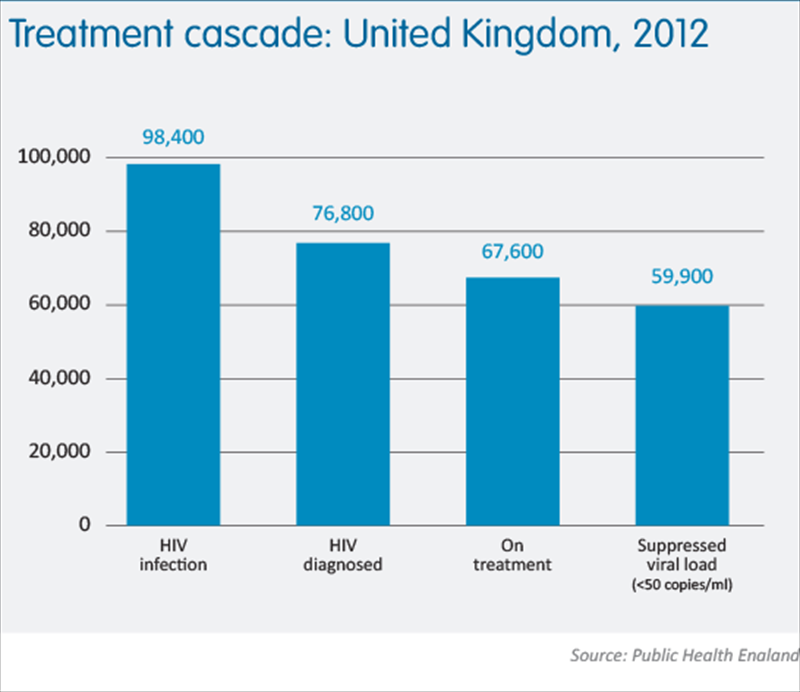 Treatment cascade: United Kingdom, 2012
98,400
100,000
76,800
80,000
67,600
59,900
60,000
40,000
20,000
0
HIV
infection
HIV
diagnosed
On
treatment
Suppressed
viral load
(<50 copies/ml)
Source: Public Health Enaland